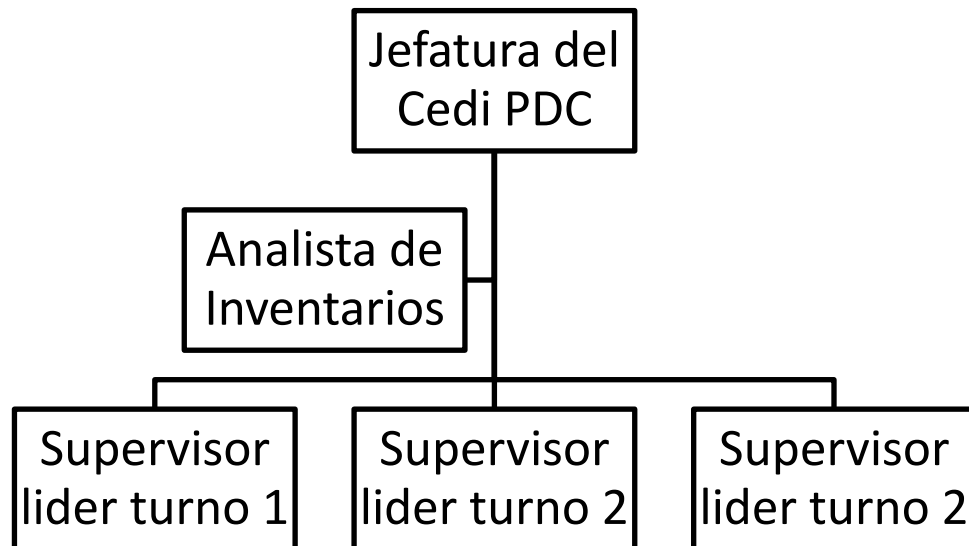 Jefatura del
Cedi PDC
Analista de
Inventarios
Supervisor
lider turno 1
Supervisor
lider turno 2
Supervisor
lider turno 2